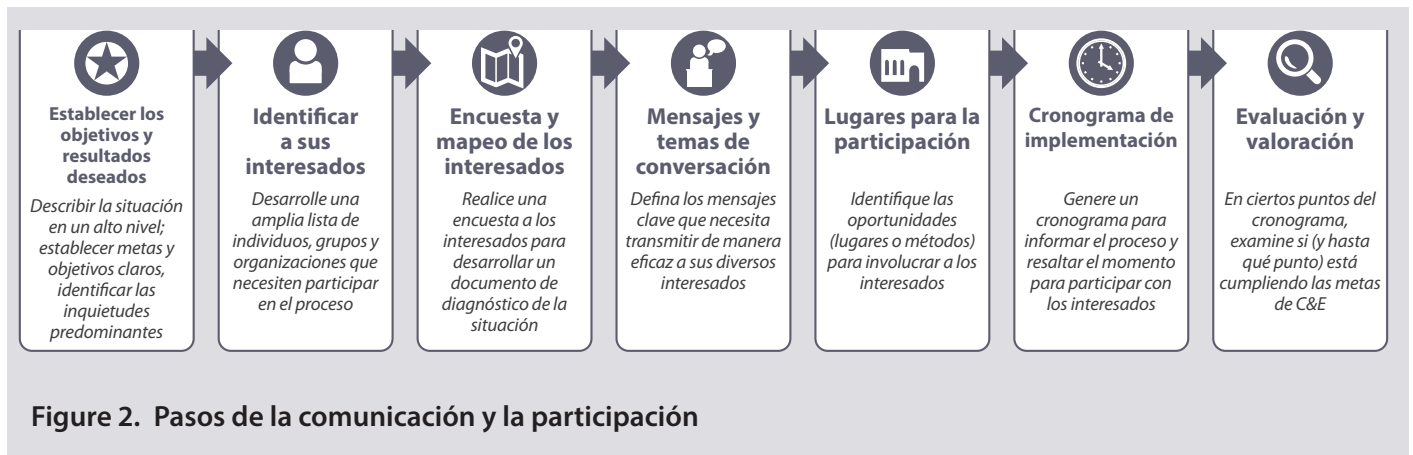 Establecer los
objetivos y
resultados
deseados
Describir la situación
en un alto nivel;
establecer metas y
objetivos claros,
identificar las
inquietudes
predominantes
Identificar
a sus
interesados
Desarrolle una
amplia lista de
individuos, grupos y
organizaciones que
necesiten participar
en el proceso
Encuesta y
mapeo de los
interesados
Realice una
encuesta a los
interesados para
desarrollar un
documento de
diagnóstico de la
situación
Mensajes y
temas de
conversación
Defina los mensajes
clave que necesita
transmitir de manera
eficaz a sus diversos
interesados
Lugares para la
participación
Identifique las
oportunidades
(lugares o métodos)
para involucrar a los
interesados
Cronograma de
implementación
Genere un
cronograma para
informar el proceso y
resaltar el momento
para participar con
los interesados
Evaluación y
valoración
En ciertos puntos del
cronograma,
examine si (y hasta
qué punto) está
cumpliendo las metas
de C&E
Figure 2. Pasos de la comunicación y la participación